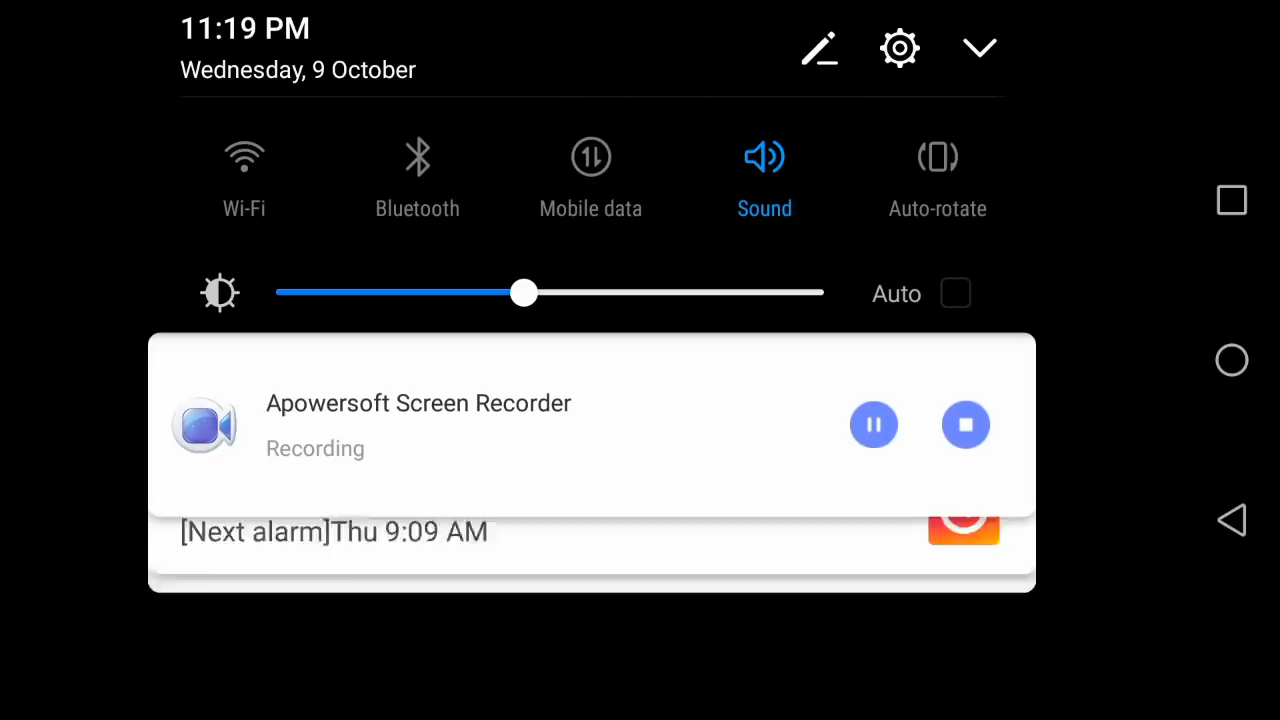 11:19 PM
Wednesday, 9 October
Wi-Fi
Bluetooth
Mobile data
Sound
Auto-rotate
Auto
Apowersoft Screen Recorder
Recording
[Next alarm]Thu 9:09 AM